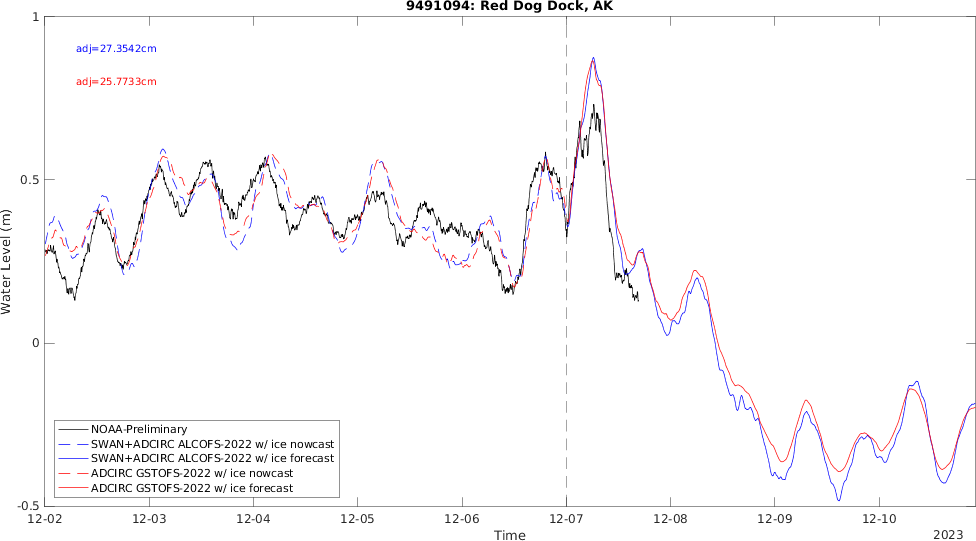 9491094: Red Dog Dock, AK
adj=27.3542cm
adj=25.7733cm
1
0.5
0
-0.5
Water Level (m)
NOAA-Preliminary
SWAN+ADCIRC ALCOFS-2022 w/ ice nowcast
SWAN+ADCIRC ALCOFS-2022 w/ ice forecast
ADCIRC GSTOFS-2022 w/ ice nowcast
ADCIRC GSTOFS-2022 w/ ice forecast
12-02 12-03 12-04 12-05 12-06 12-07 12-08 12-09 12-10
Time
2023